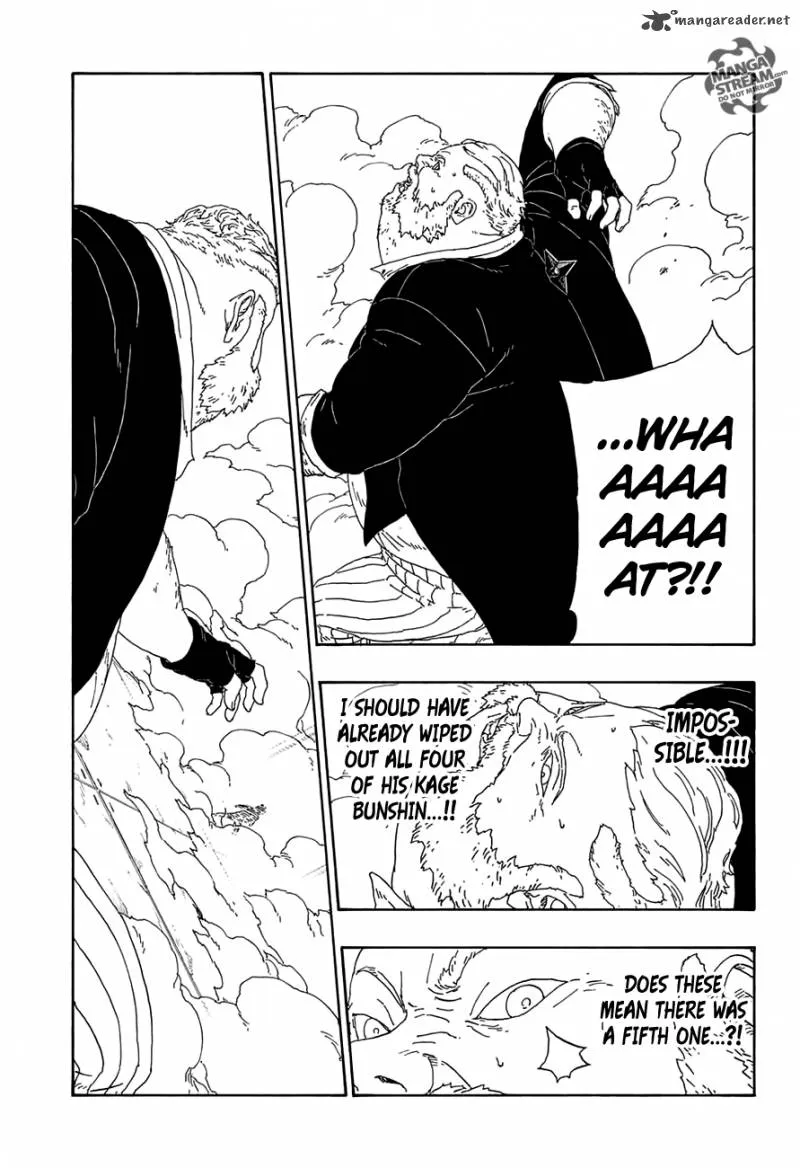 mangareader.net
MANGA
STREAM.com
DO NOT MIRROR!
...WHA
AAAA
AAAA
AT?!!
I SHOULD HAVE
ALREADY WIPED
OUT ALL FOUR
OF HIS KAGE
BUNSHIN...!!
IMPOS-
SIBLE...!!!
DOES THESE
MEAN THERE WAS
A FIFTH ONE...?!